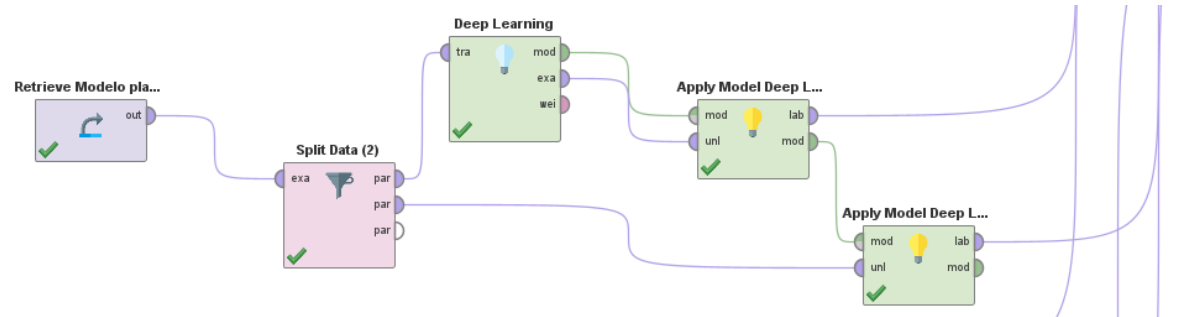 Deep Learning
tra
mod
exa
wei
Retrieve Modelo pla...
out
Split Data (2)
exa
par
par
par
Apply Model Deep L...
mod
lab
unl
mod
Apply Model Deep L...
mod
lab
unl
mod